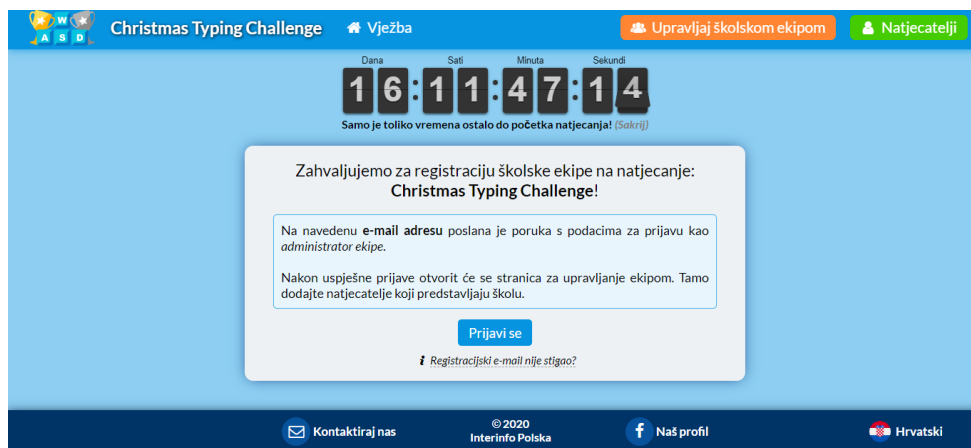 W
A S D
Christmas Typing Challenge
Vježba
Upravljaj školskom ekipom
Natjecatelji
Dana Sati Minuta Sekundi
16:11:47:14
Samo je toliko vremena ostalo do početka natjecanja! (Sakrij)
Zahvaljujemo za registraciju školske ekipe na natjecanje:
Christmas Typing Challenge!
Na navedenu e-mail adresu poslana je poruka s podacima za prijavu kao
administrator ekipe.
Nakon uspješne prijave otvorit će se stranica za upravljanje ekipom. Tamo
dodajte natjecatelje koji predstavljaju školu.
Prijavi se
i Registracijski e-mail nije stigao?
Kontaktiraj nas
© 2020
Interinfo Polska
f Naš profil
Hrvatski